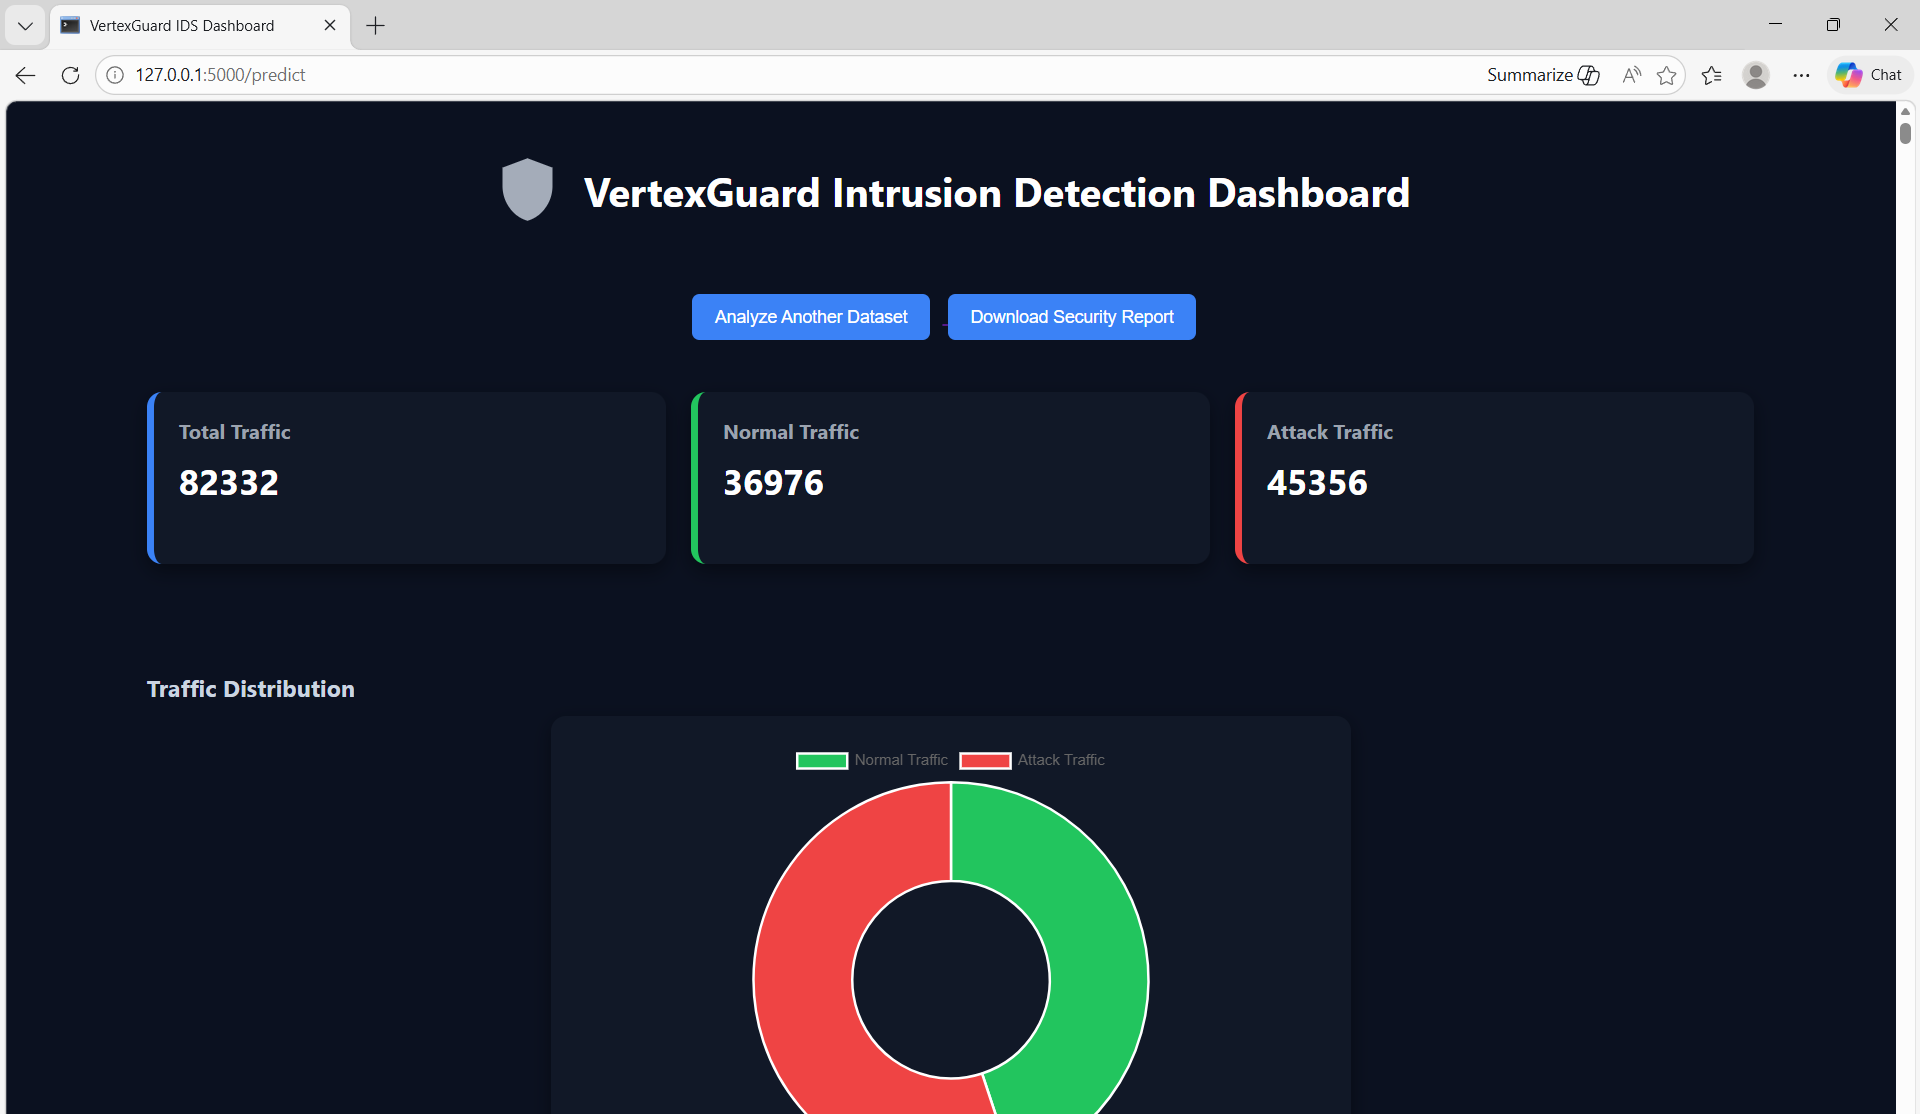 VertexGuard IDS Dashboard
127.0.0.1:5000/predict
Summarize
Chat
VertexGuard Intrusion Detection Dashboard
Analyze Another Dataset
Download Security Report
Total Traffic
82332
Normal Traffic
36976
Attack Traffic
45356
Traffic Distribution
Normal Traffic
Attack Traffic